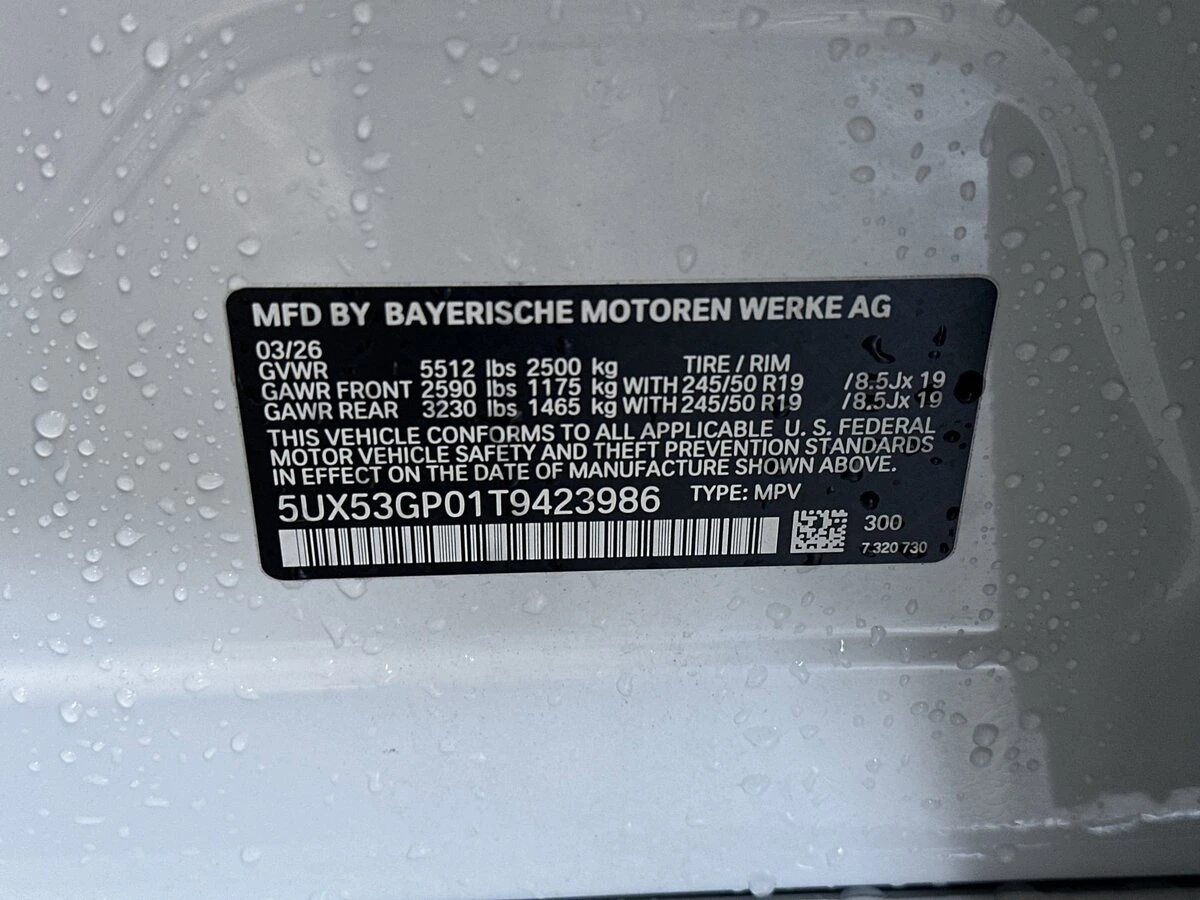 MFD BY BAYERISCHE MOTOREN WERKE AG
03/26
GVWR 5512 lbs 2500 kg TIRE / RIM
GAWR FRONT 2590 lbs 1175 kg WITH 245/50 R19 /8.5Jx 19
GAWR REAR 3230 lbs 1465 kg WITH 245/50 R19 /8.5Jx 19
THIS VEHICLE CONFORMS TO ALL APPLICABLE U. S. FEDERAL
MOTOR VEHICLE SAFETY AND THEFT PREVENTION STANDARDS
IN EFFECT ON THE DATE OF MANUFACTURE SHOWN ABOVE.
5UX53GP01T9423986 TYPE: MPV
300
7 320 730